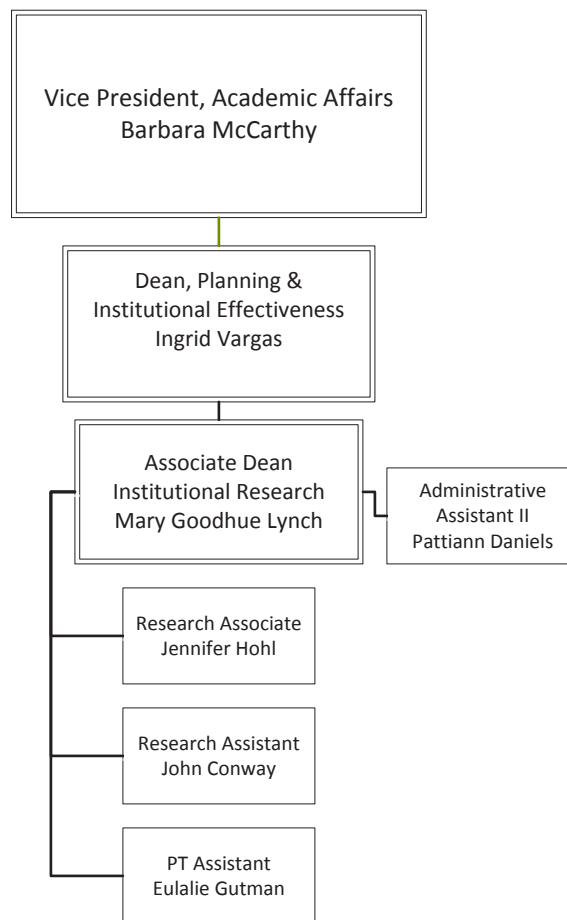 Vice President, Academic Affairs
Barbara McCarthy
Dean, Planning &
Institutional Effectiveness
Ingrid Vargas
Associate Dean
Institutional Research
Mary Goodhue Lynch
Administrative
Assistant II
Pattiann Daniels
Research Associate
Jennifer Hohl
Research Assistant
John Conway
PT Assistant
Eulalie Gutman